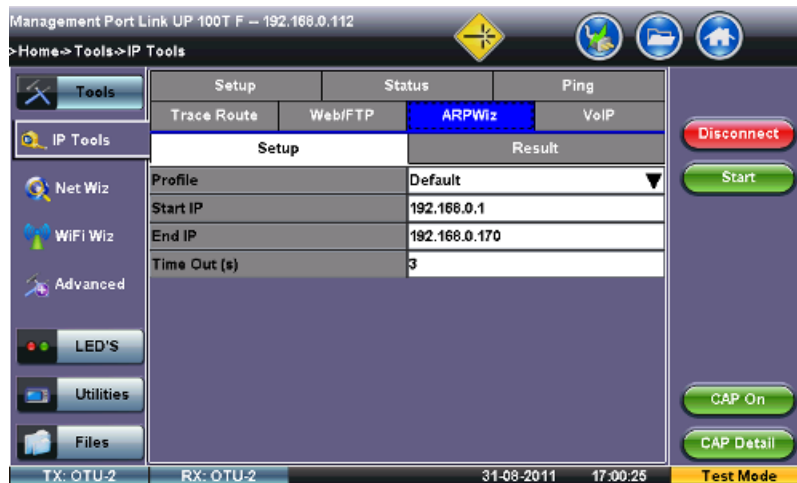 Management Port Link UP 100T F -- 192.168.0.112
>Home->Tools->IP Tools
Tools
IP Tools
Net Wiz
WiFi Wiz
Advanced
LED'S
Utilities
Files
Setup Status Ping
Trace Route Web/FTP ARPWiz VoIP
Setup Result
Profile Default
Start IP 192.168.0.1
End IP 192.168.0.170
Time Out (s) 3
Disconnect
Start
CAP On
CAP Detail
TX: OTU-2 RX: OTU-2 31-08-2011 17:00:25 Test Mode